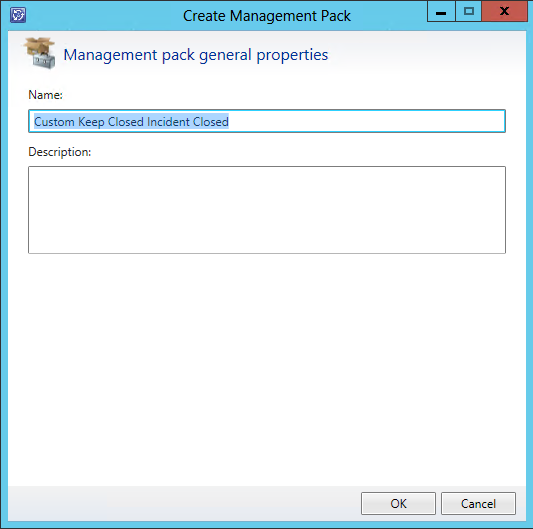 Create Management Pack
Management pack general properties
Name:
Custom Keep Closed Incident Closed
Description:
OK
Cancel